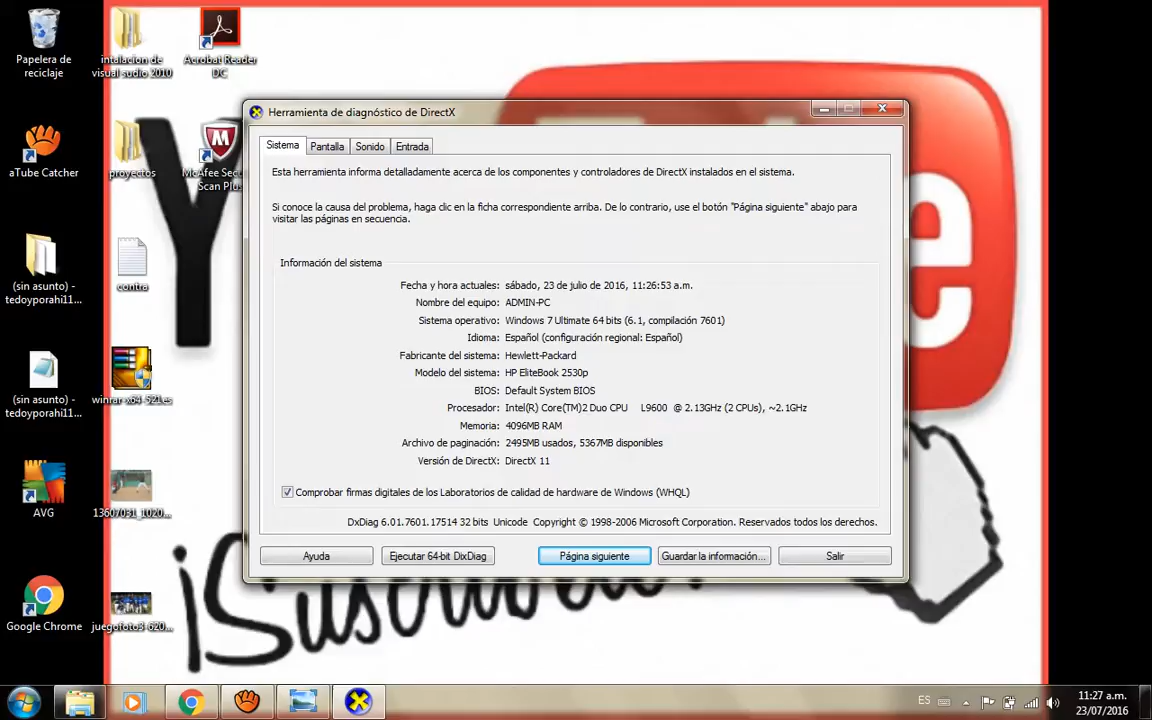 Papelera de
reciclaje
intalacion de
visual sudio 2010
Acrobat Reader
DC
aTube Catcher
proyectos
McAfee Secu
Scan Plus
(sin asunto) -
tedoyporahi11...
contra
(sin asunto) -
tedoyporahi11...
winrar-x64-521es
AVG
1360/031_1020...
Google Chrome
juegofoto3-620...
Herramienta de diagnóstico de DirectX
Sistema Pantalla Sonido Entrada
Esta herramienta informa detalladamente acerca de los componentes y controladores de DirectX instalados en el sistema.
Si conoce la causa del problema, haga clic en la ficha correspondiente arriba. De lo contrario, use el botón "Página siguiente" abajo para
visitar las páginas en secuencia.
Información del sistema
Fecha y hora actuales: sábado, 23 de julio de 2016, 11:26:53 a.m.
Nombre del equipo: ADMIN-PC
Sistema operativo: Windows 7 Ultimate 64 bits (6.1, compilación 7601)
Idioma: Español (configuración regional: Español)
Fabricante del sistema: Hewlett-Packard
Modelo del sistema: HP EliteBook 2530p
BIOS: Default System BIOS
Procesador: Intel(R) Core(TM)2 Duo CPU L9600 @ 2.13GHz (2 CPUs), ~2.1GHz
Memoria: 4096MB RAM
Archivo de paginación: 2495MB usados, 5367MB disponibles
Versión de DirectX: DirectX 11
Comprobar firmas digitales de los Laboratorios de calidad de hardware de Windows (WHQL)
DxDiag 6.01.7601.17514 32 bits Unicode Copyright © 1998-2006 Microsoft Corporation. Reservados todos los derechos.
Ayuda Ejecutar 64-bit DixDiag Página siguiente Guardar la información... Salir
ES
11:27 a.m.
23/07/2016